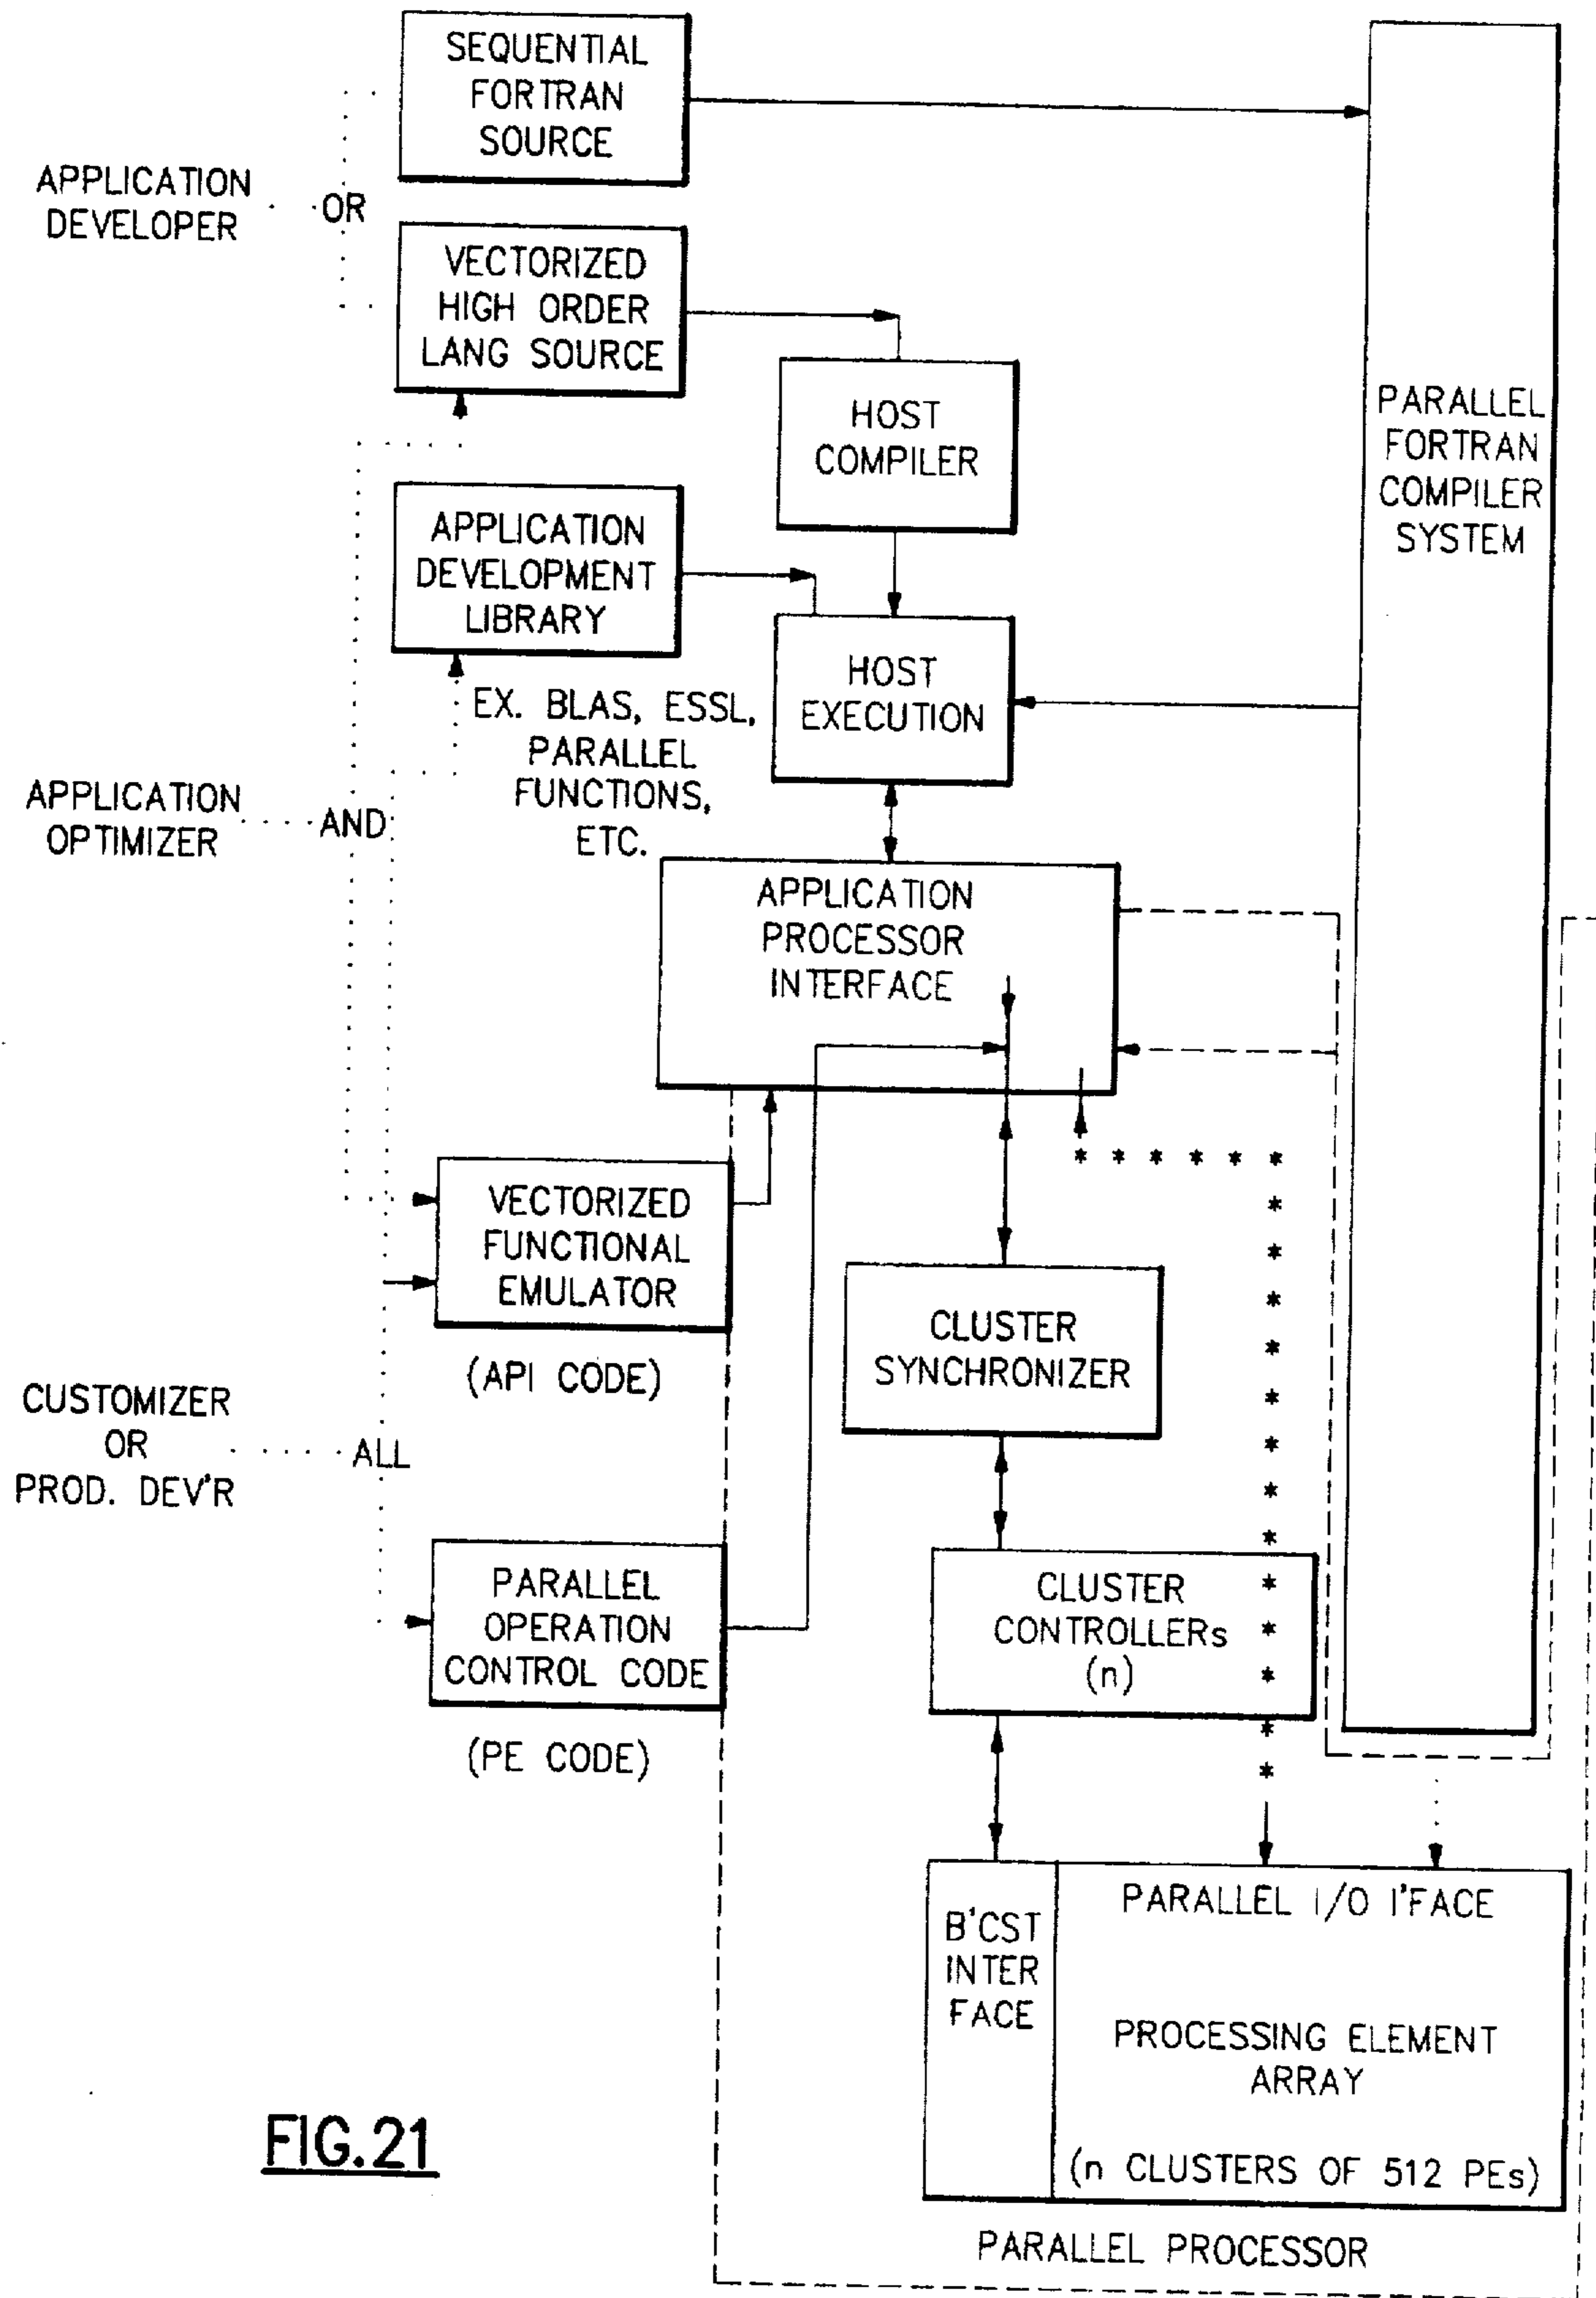 SEQUENTIAL
FORTRAN
SOURCE
APPLICATION
DEVELOPER
OR
VECTORIZED
HIGH ORDER
LANG SOURCE
HOST
COMPILER
PARALLEL
FORTRAN
COMPILER
SYSTEM
APPLICATION
DEVELOPMENT
LIBRARY
HOST
EXECUTION
EX. BLAS, ESSL,
PARALLEL
FUNCTIONS,
ETC.
APPLICATION
OPTIMIZER
AND
APPLICATION
PROCESSOR
INTERFACE
VECTORIZED
FUNCTIONAL
EMULATOR
(API CODE)
CLUSTER
SYNCHRONIZER
CUSTOMIZER
OR
PROD. DEV'R
ALL
PARALLEL
OPERATION
CONTROL CODE
(PE CODE)
CLUSTER
CONTROLLERs
(n)
B'CST
INTER
FACE
PARALLEL I/O I'FACE
PROCESSING ELEMENT
ARRAY
(n CLUSTERS OF 512 PEs)
PARALLEL PROCESSOR
FIG.21